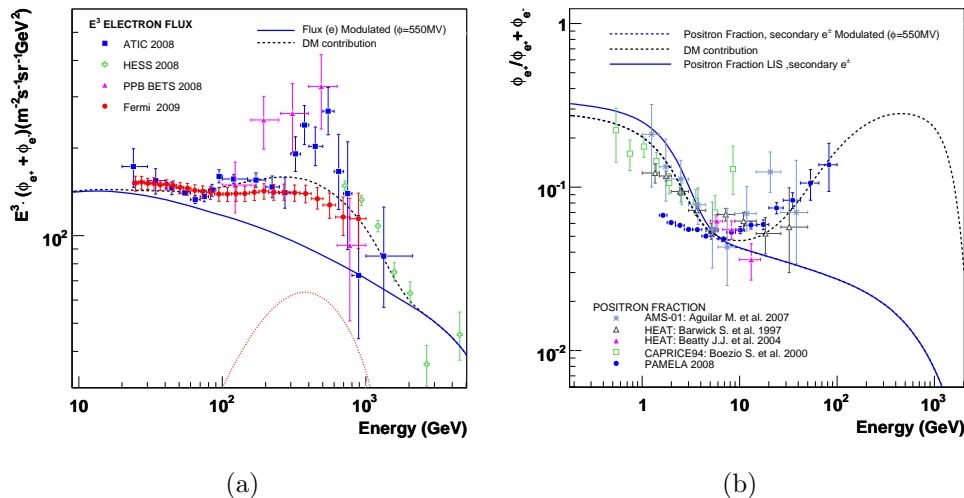 E³ ELECTRON FLUX
ATIC 2008
HESS 2008
PPB BETS 2008
Fermi 2009
Flux (e) Modulated (ϕ=550MV)
DM contribution
E³· (ϕe⁺ + ϕe⁻)(m⁻²s⁻¹sr⁻¹GeV²)
10²
10
10²
10³
Energy (GeV)
(a)
Positron Fraction, secondary e± Modulated (ϕ=550MV)
DM contribution
Positron Fraction LIS ,secondary e±
ϕe⁺/ϕe⁺ + ϕe⁻
1
10⁻¹
10⁻²
POSITRON FRACTION
AMS-01: Aguilar M. et al. 2007
HEAT: Barwick S. et al. 1997
HEAT: Beatty J.J. et al. 2004
CAPRICE94: Boezio S. et al. 2000
PAMELA 2008
1
10
10²
10³
Energy (GeV)
(b)